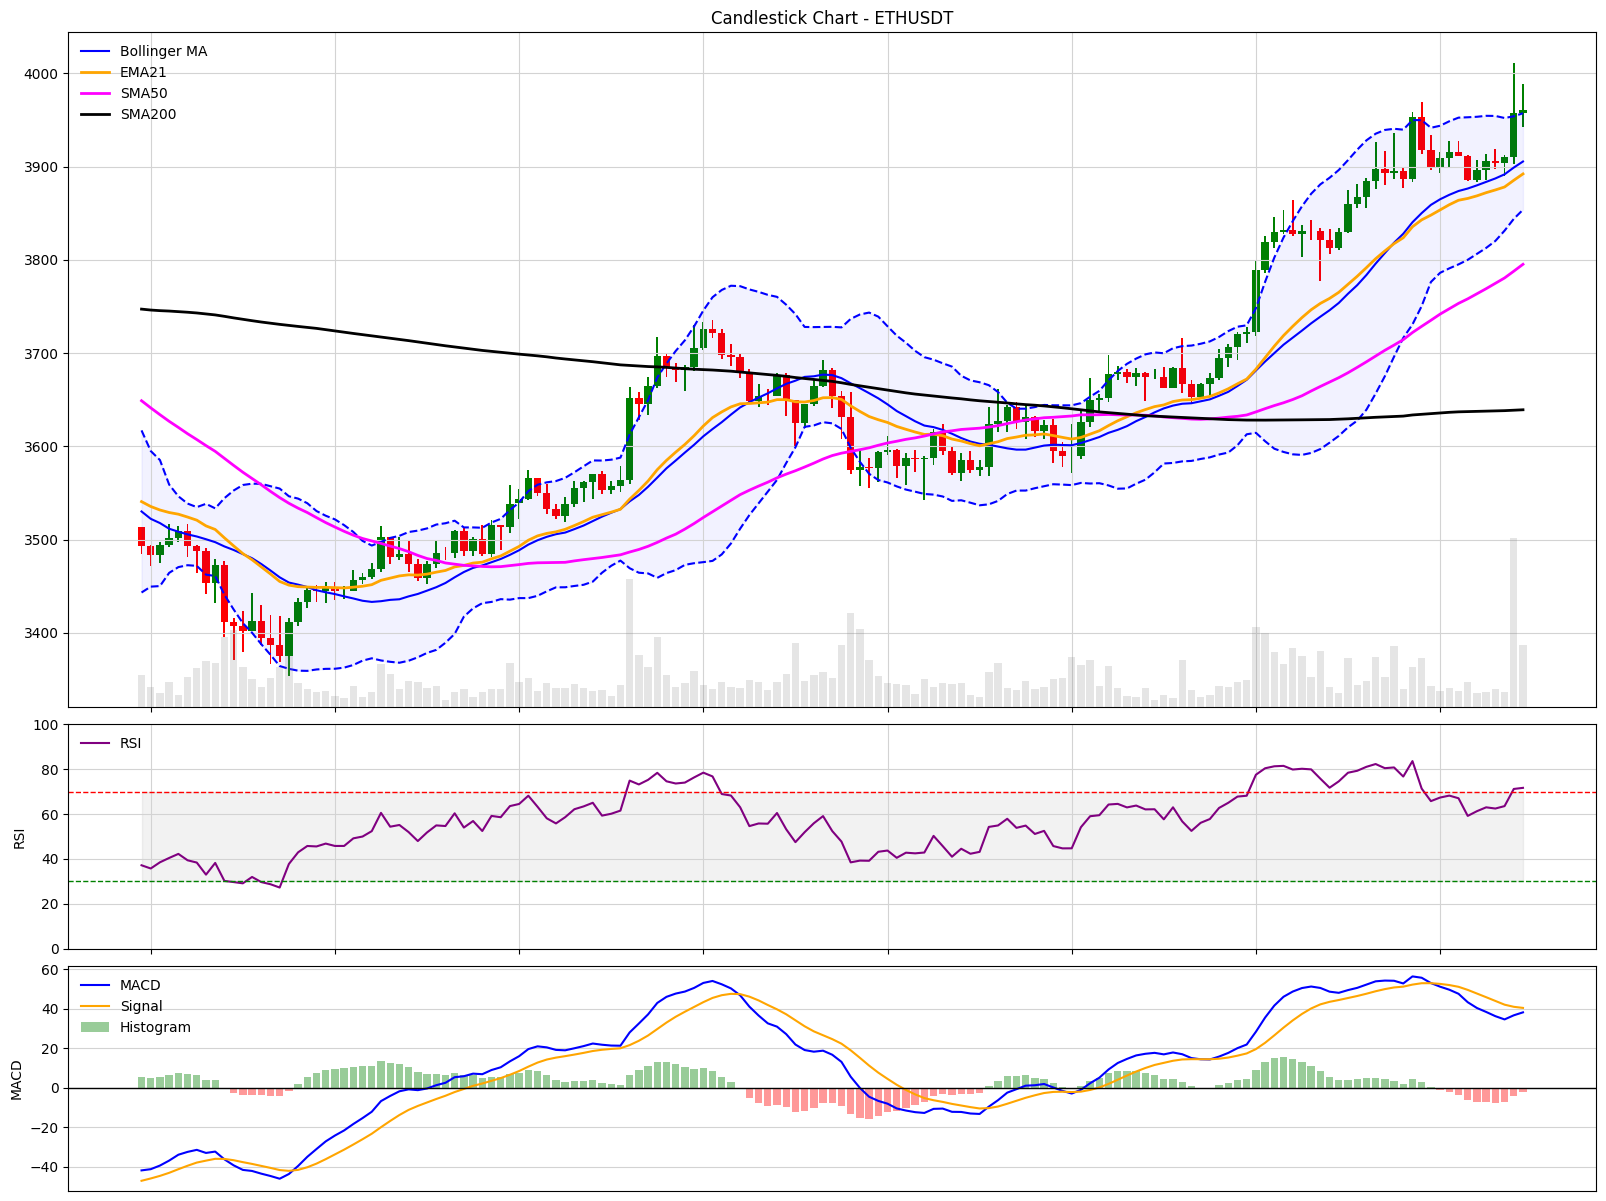 Candlestick Chart - ETHUSDT
Bollinger MA
EMA21
SMA50
SMA200
4000
3900
3800
3700
3600
3500
3400
RSI
100
80
60
40
20
0
RSI
MACD
Signal
Histogram
60
40
20
0
−20
−40
MACD